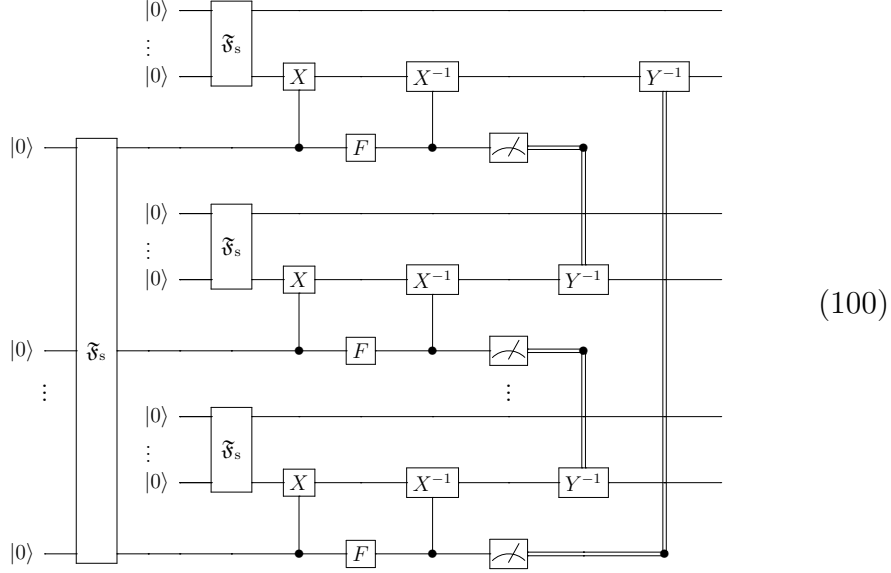 |0⟩
⋮ 𝔉ₛ
|0⟩ X X⁻¹ Y⁻¹
|0⟩ F
|0⟩
⋮ 𝔉ₛ
|0⟩ X X⁻¹ Y⁻¹
(100)
|0⟩ 𝔉ₛ F
⋮ ⋮
|0⟩
⋮ 𝔉ₛ
|0⟩ X X⁻¹ Y⁻¹
|0⟩ F